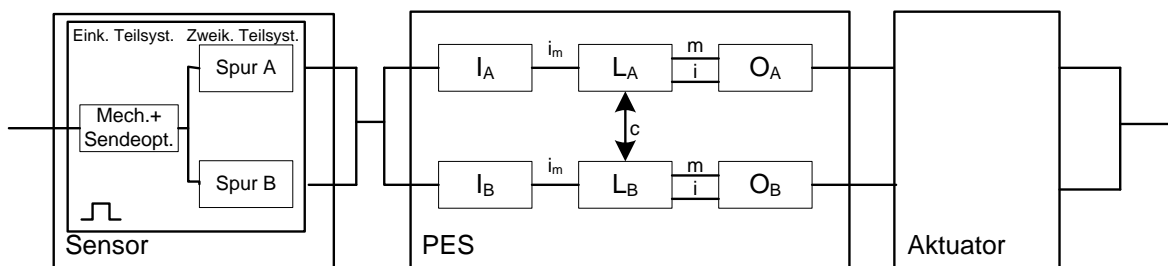 Eink. Teilsyst. Zweik. Teilsyst.
Spur A
Mech.+
Sendeopt.
Spur B
Sensor
I_A i_m L_A m i O_A
c
I_B i_m L_B m i O_B
PES
Aktuator